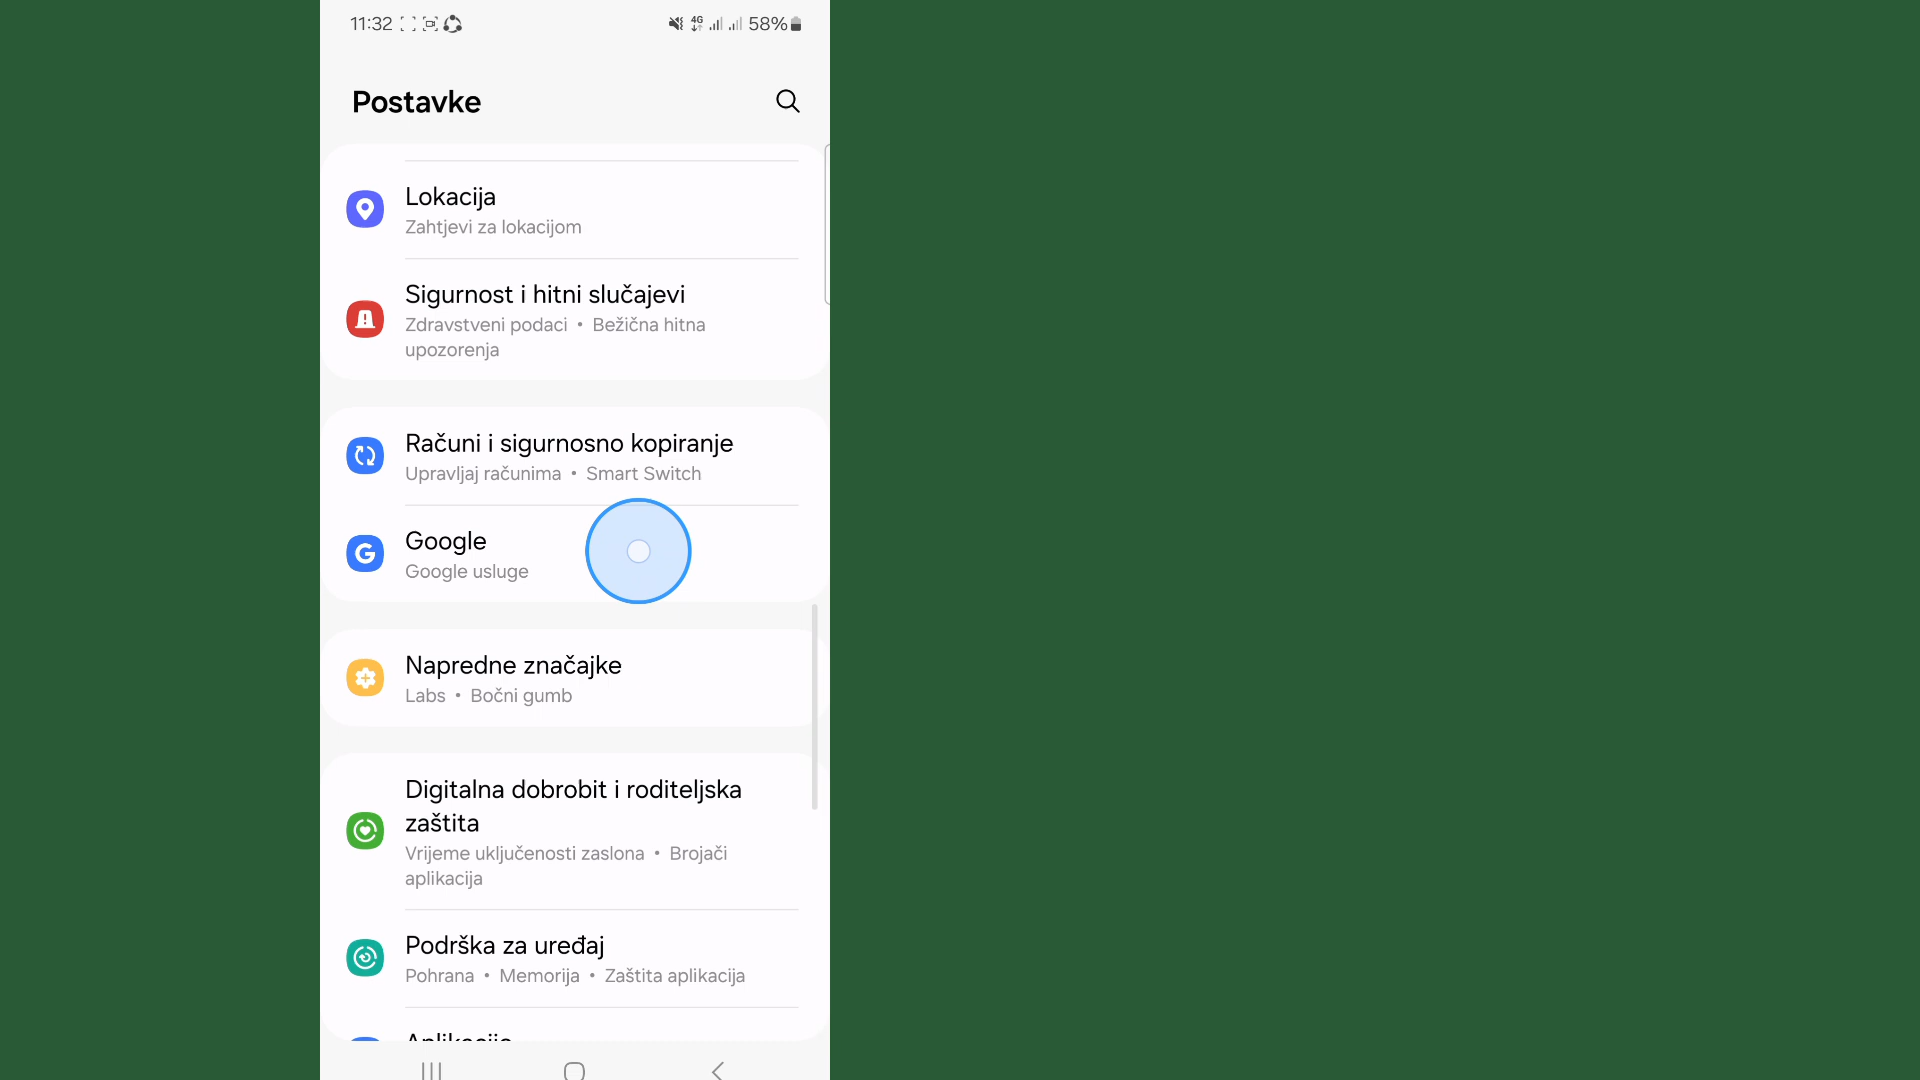 11:32
4G
58%
Postavke
Lokacija
Zahtjevi za lokacijom
Sigurnost i hitni slučajevi
Zdravstveni podaci • Bežična hitna
upozorenja
Računi i sigurnosno kopiranje
Upravljaj računima • Smart Switch
Google
Google usluge
Napredne značajke
Labs • Bočni gumb
Digitalna dobrobit i roditeljska
zaštita
Vrijeme uključenosti zaslona • Brojači
aplikacija
Podrška za uređaj
Pohrana • Memorija • Zaštita aplikacija
Aplikacije